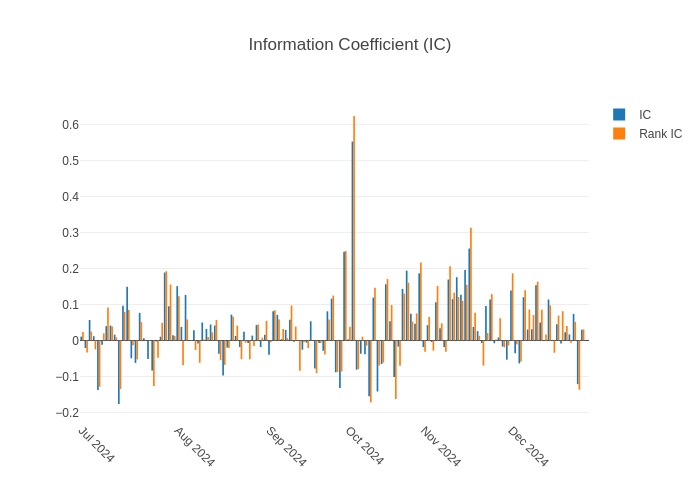 Information Coefficient (IC)
IC
Rank IC
0.6
0.5
0.4
0.3
0.2
0.1
0
−0.1
−0.2
Jul 2024
Aug 2024
Sep 2024
Oct 2024
Nov 2024
Dec 2024